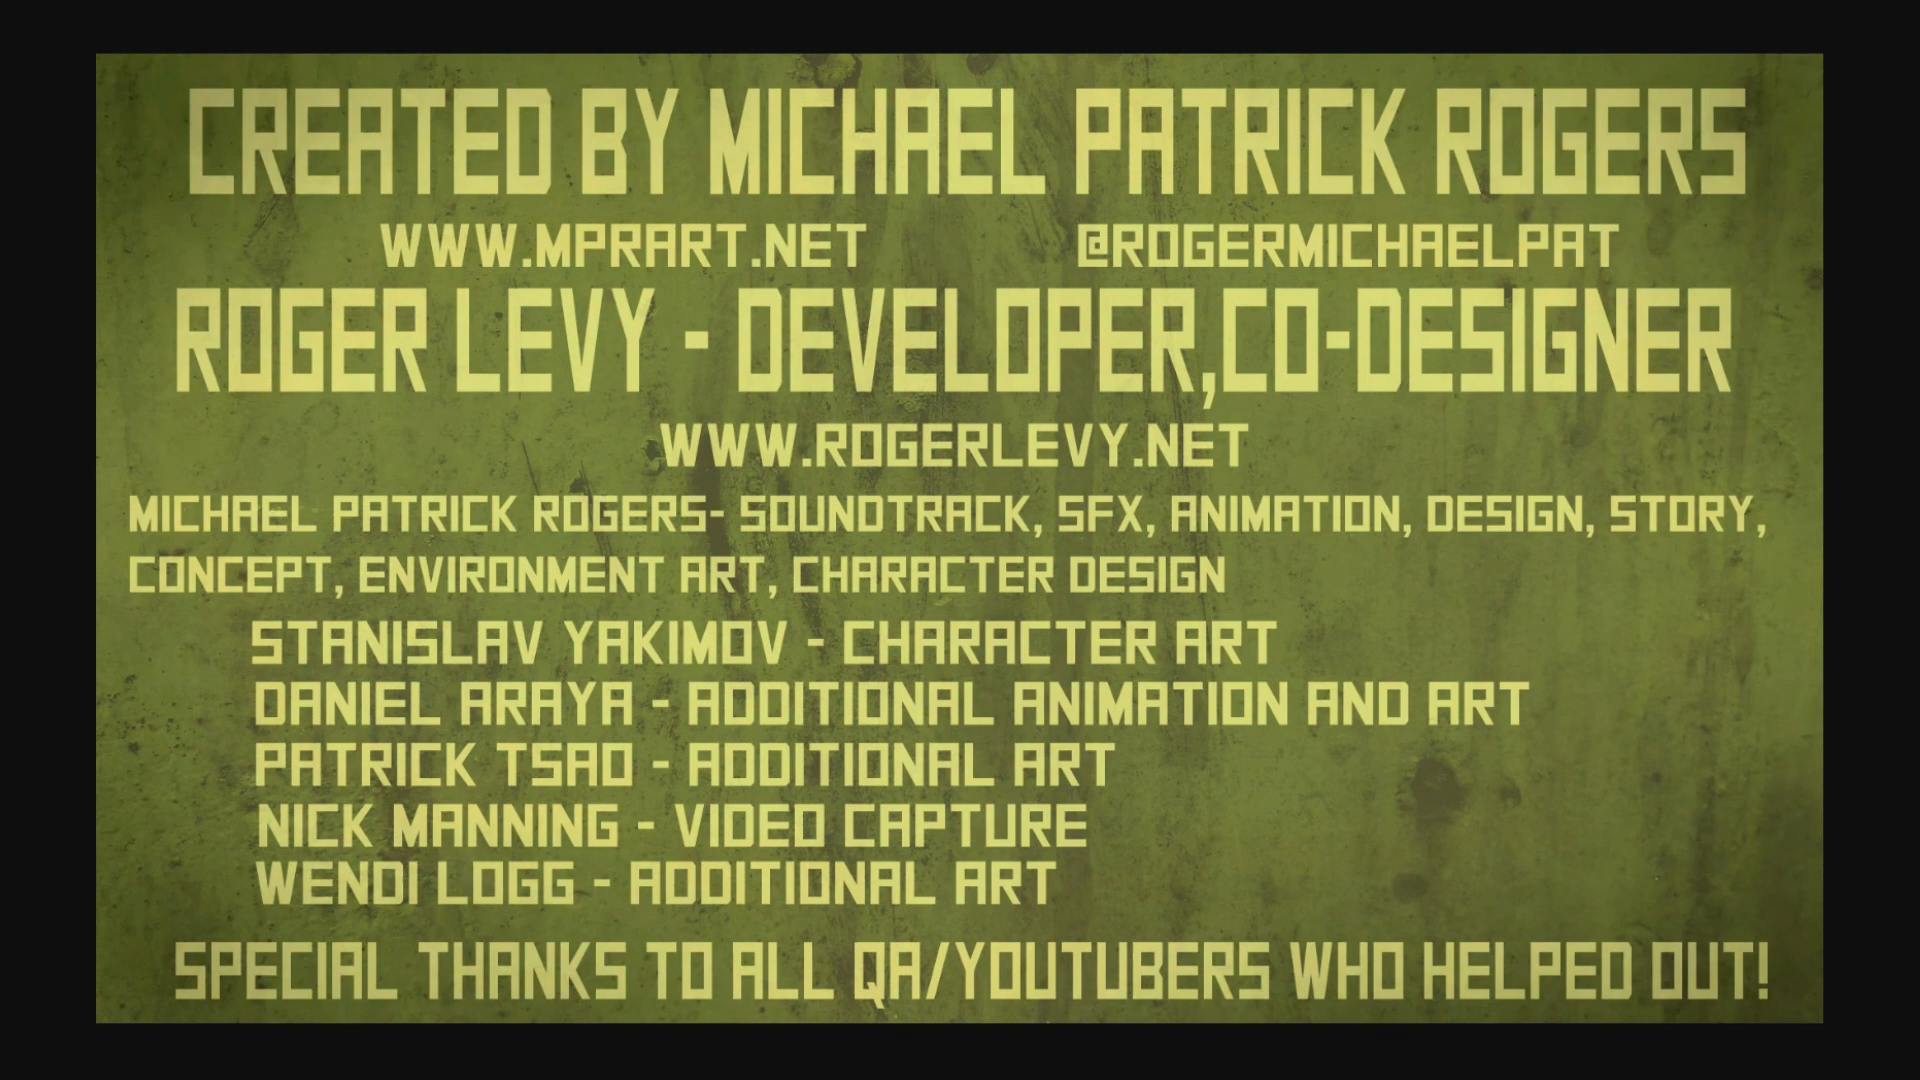 CREATED BY MICHAEL PATRICK ROGERS
WWW.MPRART.NET @ROGERMICHAELPAT
ROGER LEVY - DEVELOPER,CO-DESIGNER
WWW.ROGERLEVY.NET
MICHAEL PATRICK ROGERS- SOUNDTRACK, SFX, ANIMATION, DESIGN, STORY,
CONCEPT, ENVIRONMENT ART, CHARACTER DESIGN
STANISLAV YAKIMOV - CHARACTER ART
DANIEL ARAYA - ADDITIONAL ANIMATION AND ART
PATRICK TSAO - ADDITIONAL ART
NICK MANNING - VIDEO CAPTURE
WENDI LOGG - ADDITIONAL ART
SPECIAL THANKS TO ALL QA/YOUTUBERS WHO HELPED OUT!